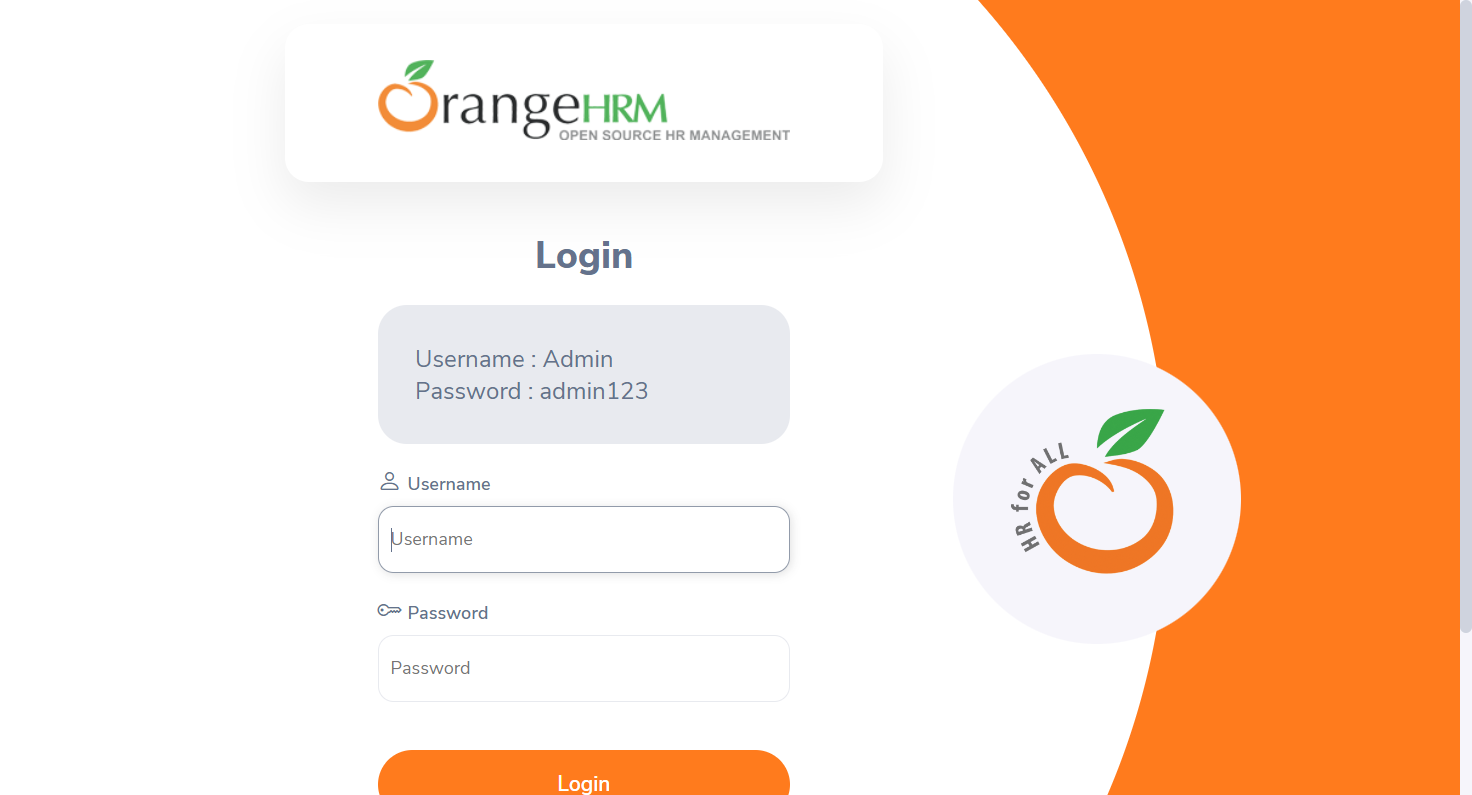 OrangeHRM
OPEN SOURCE HR MANAGEMENT
Login
Username : Admin
Password : admin123
Username
Username
Password
Password
Login
HR for ALL